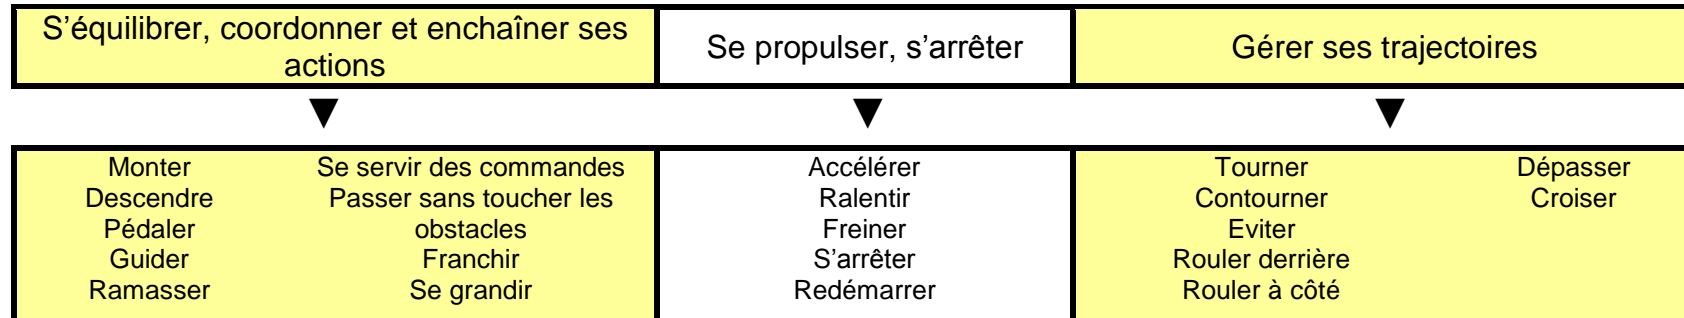 S’équilibrer, coordonner et enchaîner ses
actions
Se propulser, s’arrêter
Gérer ses trajectoires
Monter
Descendre
Pédaler
Guider
Ramasser
Se servir des commandes
Passer sans toucher les
obstacles
Franchir
Se grandir
Accélérer
Ralentir
Freiner
S’arrêter
Redémarrer
Tourner
Contourner
Eviter
Rouler derrière
Rouler à côté
Dépasser
Croiser